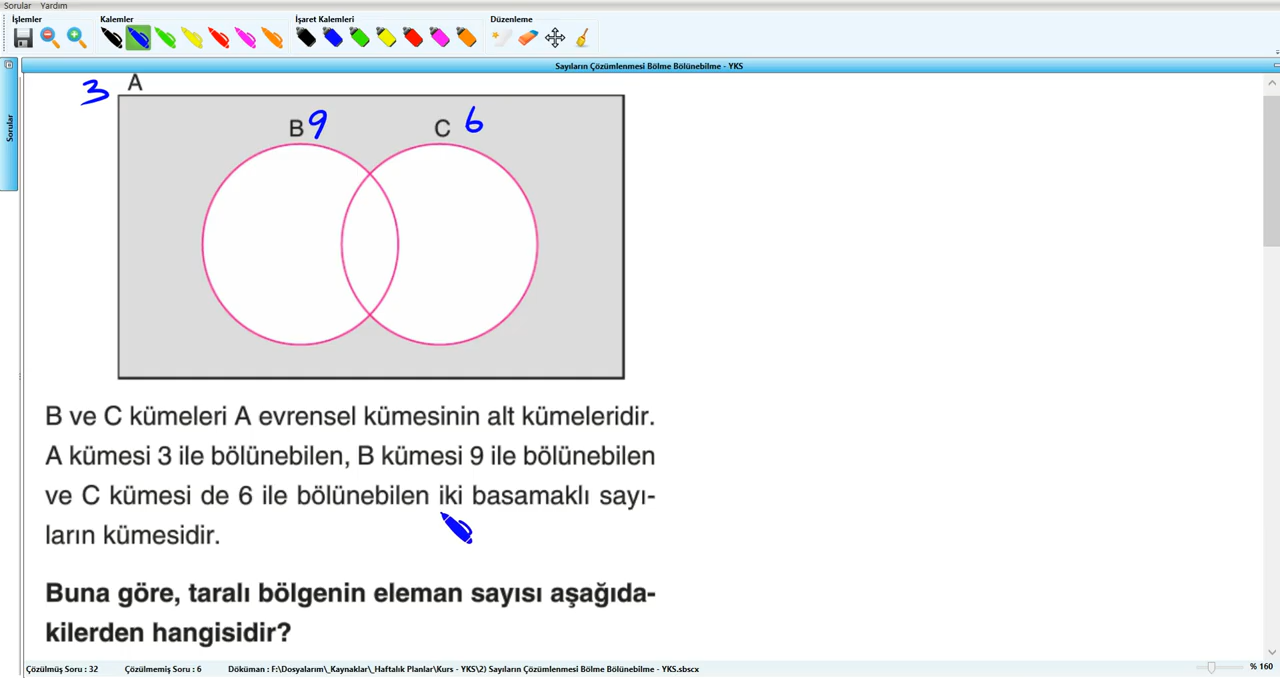 Sorular Yardım
İşlemler Kalemler İşaret Kalemleri Düzenleme
Sayıların Çözümlenmesi Bölme Bölünebilme - YKS
Sorular
3 A
B 9 C 6
B ve C kümeleri A evrensel kümesinin alt kümeleridir.
A kümesi 3 ile bölünebilen, B kümesi 9 ile bölünebilen
ve C kümesi de 6 ile bölünebilen iki basamaklı sayı-
ların kümesidir.
Buna göre, taralı bölgenin eleman sayısı aşağıda-
kilerden hangisidir?
Çözülmüş Soru : 32 Çözülmemiş Soru : 6 Döküman : F:\Dosyalarım\_Kaynaklar\_Haftalık Planlar\Kurs - YKS\2) Sayıların Çözümlenmesi Bölme Bölünebilme - YKS.sbscx % 160